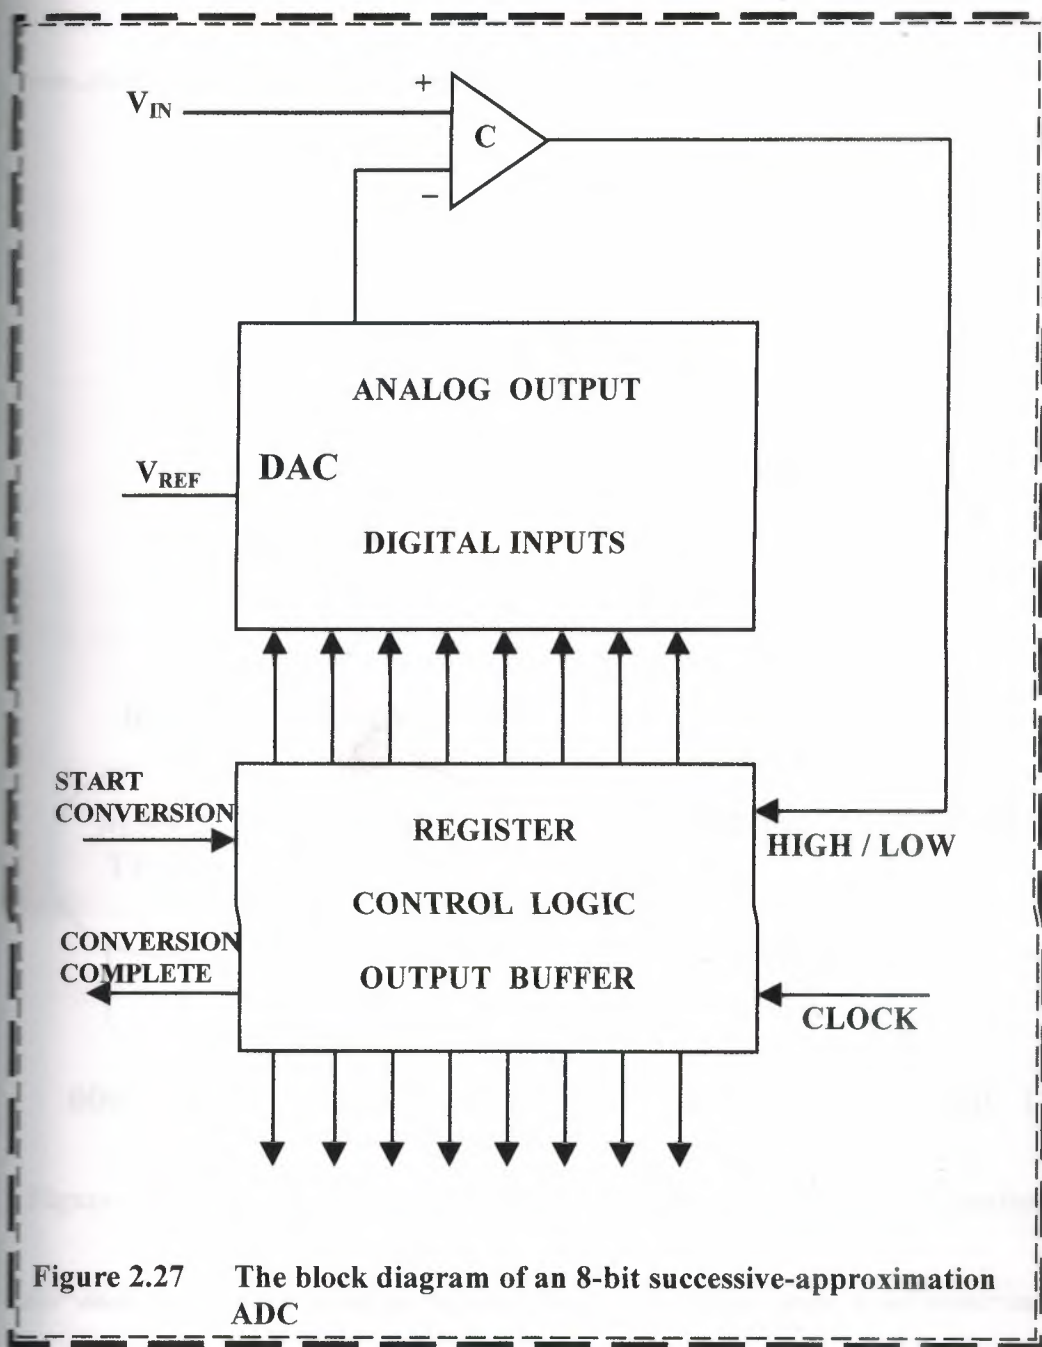 +
V_IN
C
−
ANALOG OUTPUT
V_REF
DAC
DIGITAL INPUTS
START
CONVERSION
REGISTER
HIGH / LOW
CONTROL LOGIC
CONVERSION
COMPLETE
OUTPUT BUFFER
CLOCK
Figure 2.27 The block diagram of an 8-bit successive-approximation
ADC